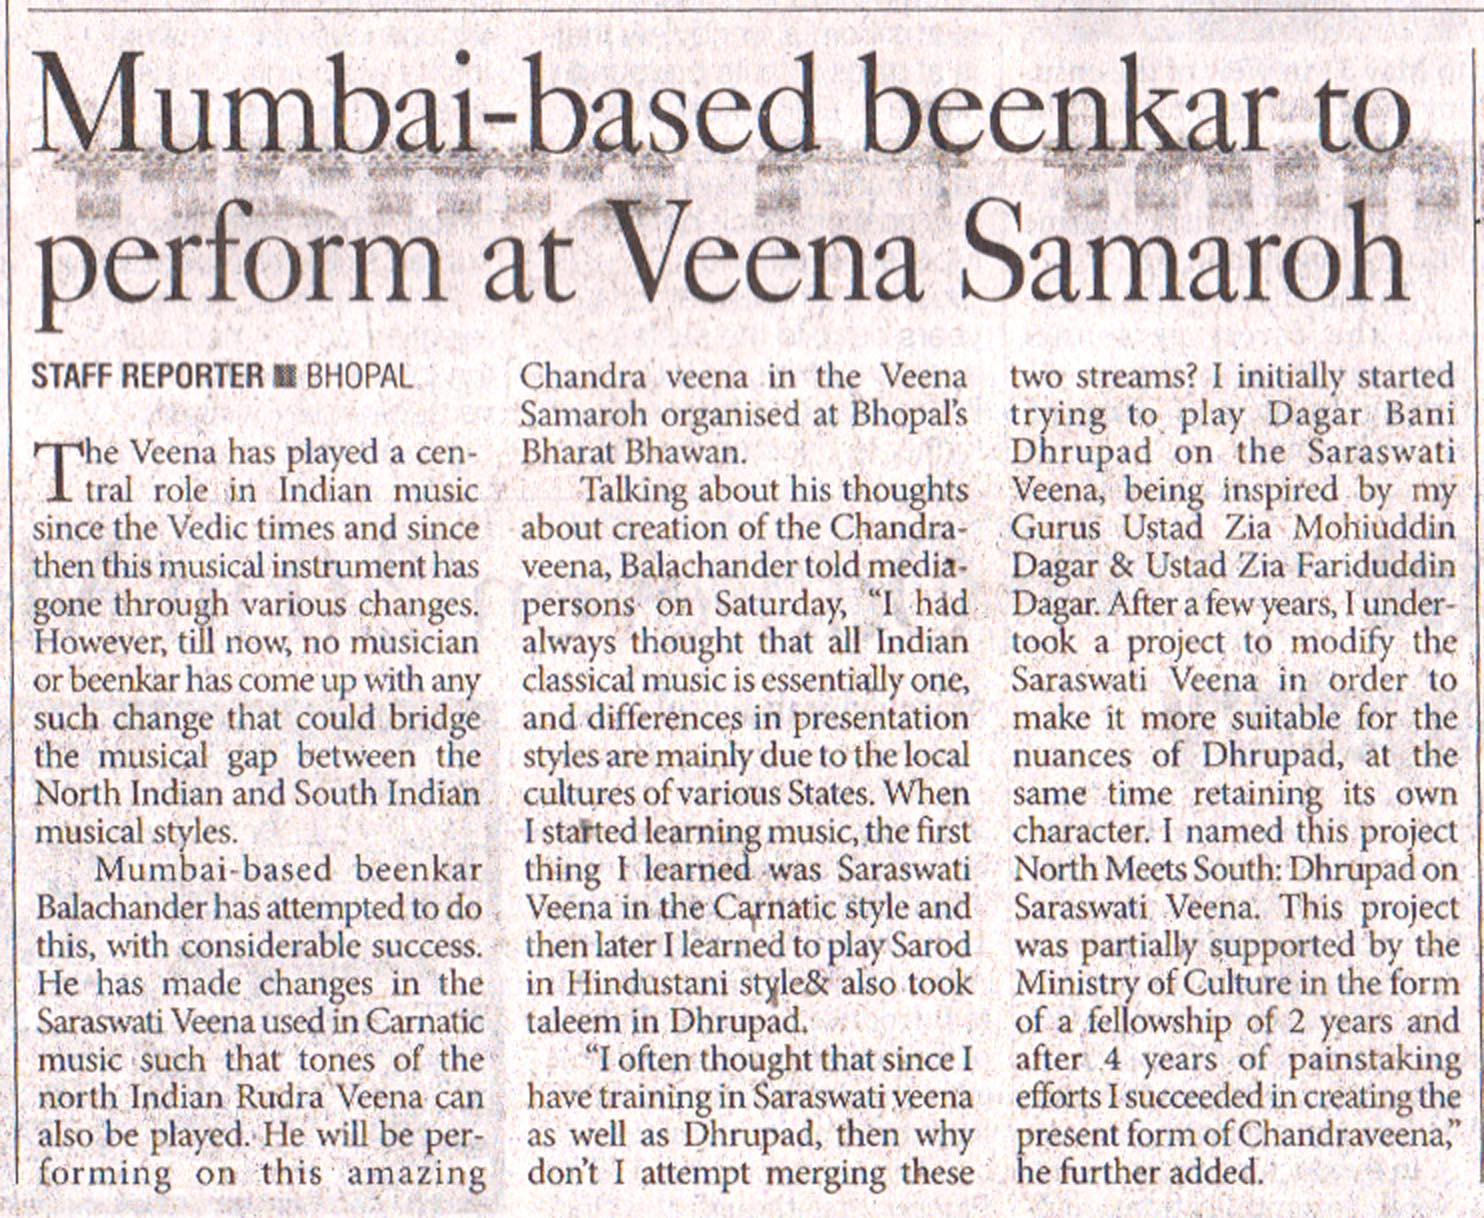 Mumbai-based beenkar to
perform at Veena Samaroh
STAFF REPORTER ■ BHOPAL
The Veena has played a cen-
tral role in Indian music
since the Vedic times and since
then this musical instrument has
gone through various changes.
However, till now, no musician
or beenkar has come up with any
such change that could bridge
the musical gap between the
North Indian and South Indian
musical styles.
Mumbai-based beenkar
Balachander has attempted to do
this, with considerable success.
He has made changes in the
Saraswati Veena used in Carnatic
music such that tones of the
north Indian Rudra Veena can
also be played. He will be per-
forming on this amazing
Chandra veena in the Veena
Samaroh organised at Bhopal's
Bharat Bhawan.
Talking about his thoughts
about creation of the Chandra-
veena, Balachander told media-
persons on Saturday, "I had
always thought that all Indian
classical music is essentially one,
and differences in presentation
styles are mainly due to the local
cultures of various States. When
I started learning music, the first
thing I learned was Saraswati
Veena in the Carnatic style and
then later I learned to play Sarod
in Hindustani style& also took
taleem in Dhrupad.
"I often thought that since I
have training in Saraswati veena
as well as Dhrupad, then why
don't I attempt merging these
two streams? I initially started
trying to play Dagar Bani
Dhrupad on the Saraswati
Veena, being inspired by my
Gurus Ustad Zia Mohiuddin
Dagar & Ustad Zia Fariduddin
Dagar. After a few years, I under-
took a project to modify the
Saraswati Veena in order to
make it more suitable for the
nuances of Dhrupad, at the
same time retaining its own
character. I named this project
North Meets South: Dhrupad on
Saraswati Veena. This project
was partially supported by the
Ministry of Culture in the form
of a fellowship of 2 years and
after 4 years of painstaking
efforts I succeeded in creating the
present form of Chandraveena,"
he further added.